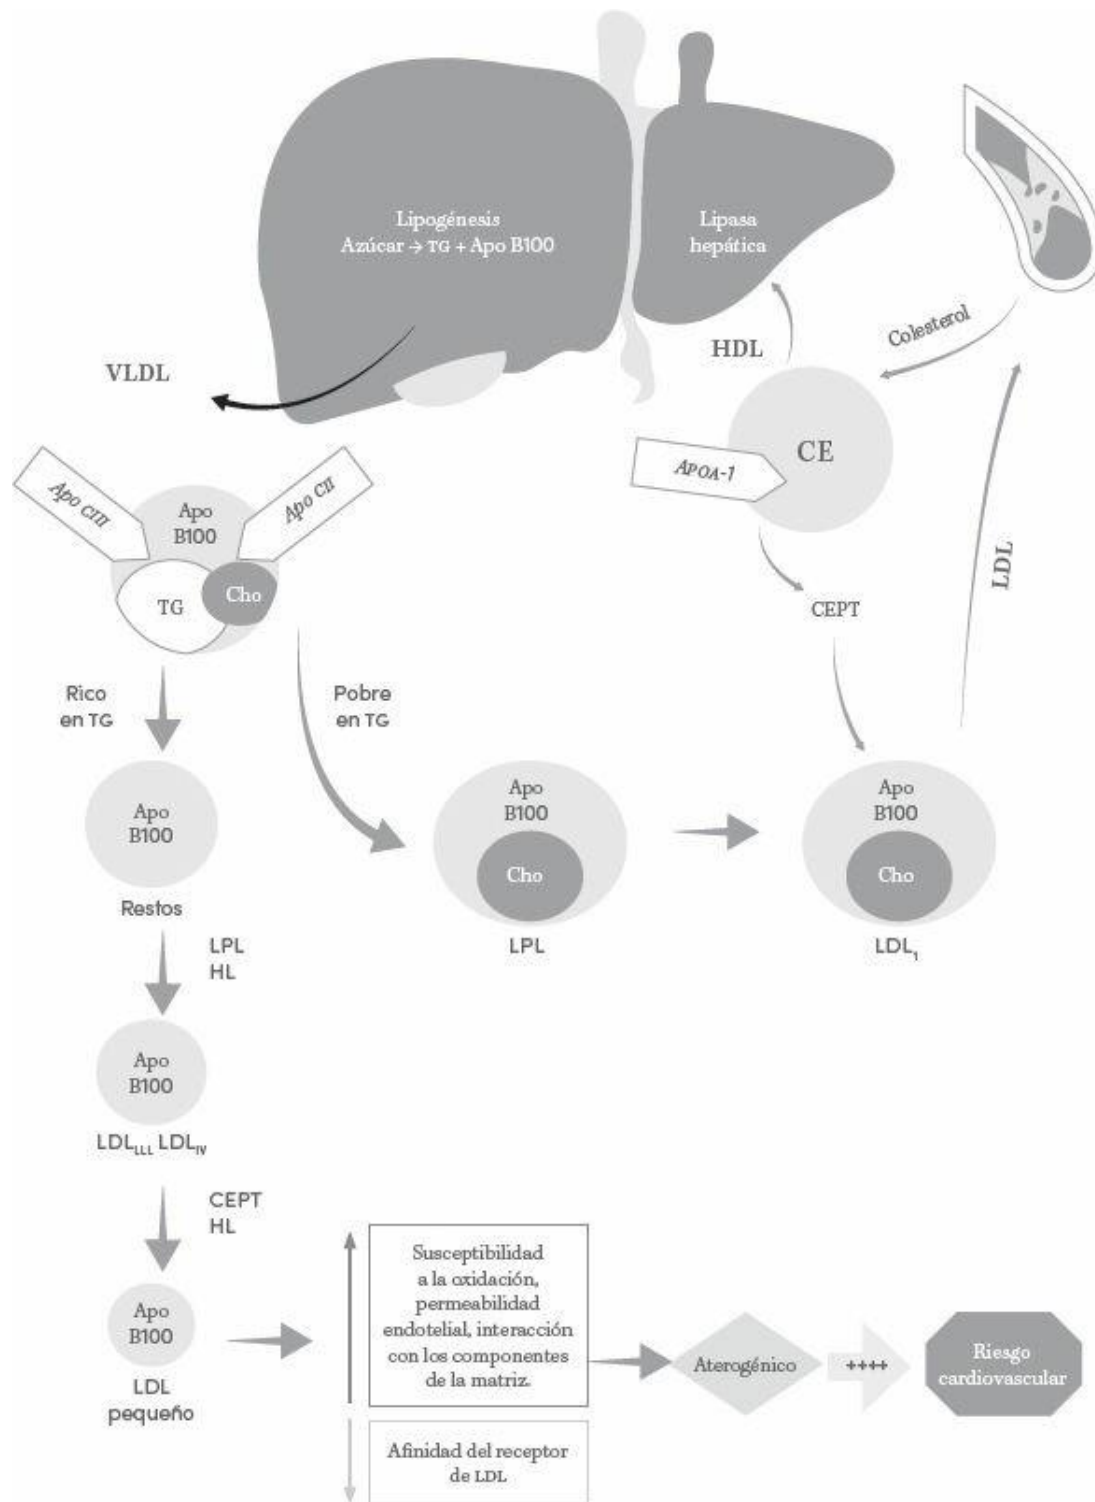 Lipogénesis
Azúcar → TG + Apo B100
Lipasa
hepática
Colesterol
HDL
VLDL
CE
APOA-1
Apo CIII
Apo CII
Apo
B100
TG
Cho
LDL
CEPT
Rico
en TG
Pobre
en TG
Apo
B100
Restos
Apo
B100
Cho
LPL
Apo
B100
Cho
LDL₁
LPL
HL
Apo
B100
LDL_LLL LDL_IV
CEPT
HL
Apo
B100
LDL
pequeño
Susceptibilidad
a la oxidación,
permeabilidad
endotelial, interacción
con los componentes
de la matriz.
Aterogénico
++++
Riesgo
cardiovascular
Afinidad del receptor
de LDL